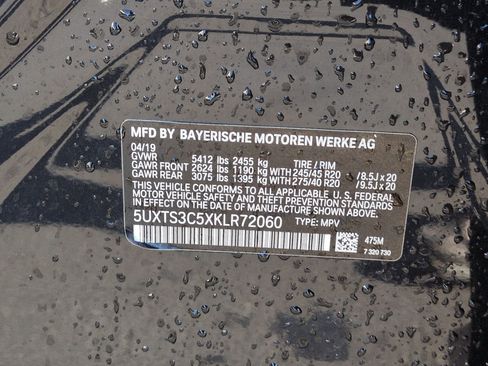 MFD BY BAYERISCHE MOTOREN WERKE AG
04/19
GVWR 5412 lbs 2455 kg TIRE / RIM
GAWR FRONT 2624 lbs 1190 kg WITH 245/45 R20 / 8.5J x 20
GAWR REAR 3075 lbs 1395 kg WITH 275/40 R20 / 9.5J x 20
THIS VEHICLE CONFORMS TO ALL APPLICABLE U.S. FEDERAL
MOTOR VEHICLE SAFETY AND THEFT PREVENTION STANDARDS
IN EFFECT ON THE DATE OF MANUFACTURE SHOWN ABOVE.
5UXTS3C5XKLR72060 TYPE: MPV
475M
7 320 730